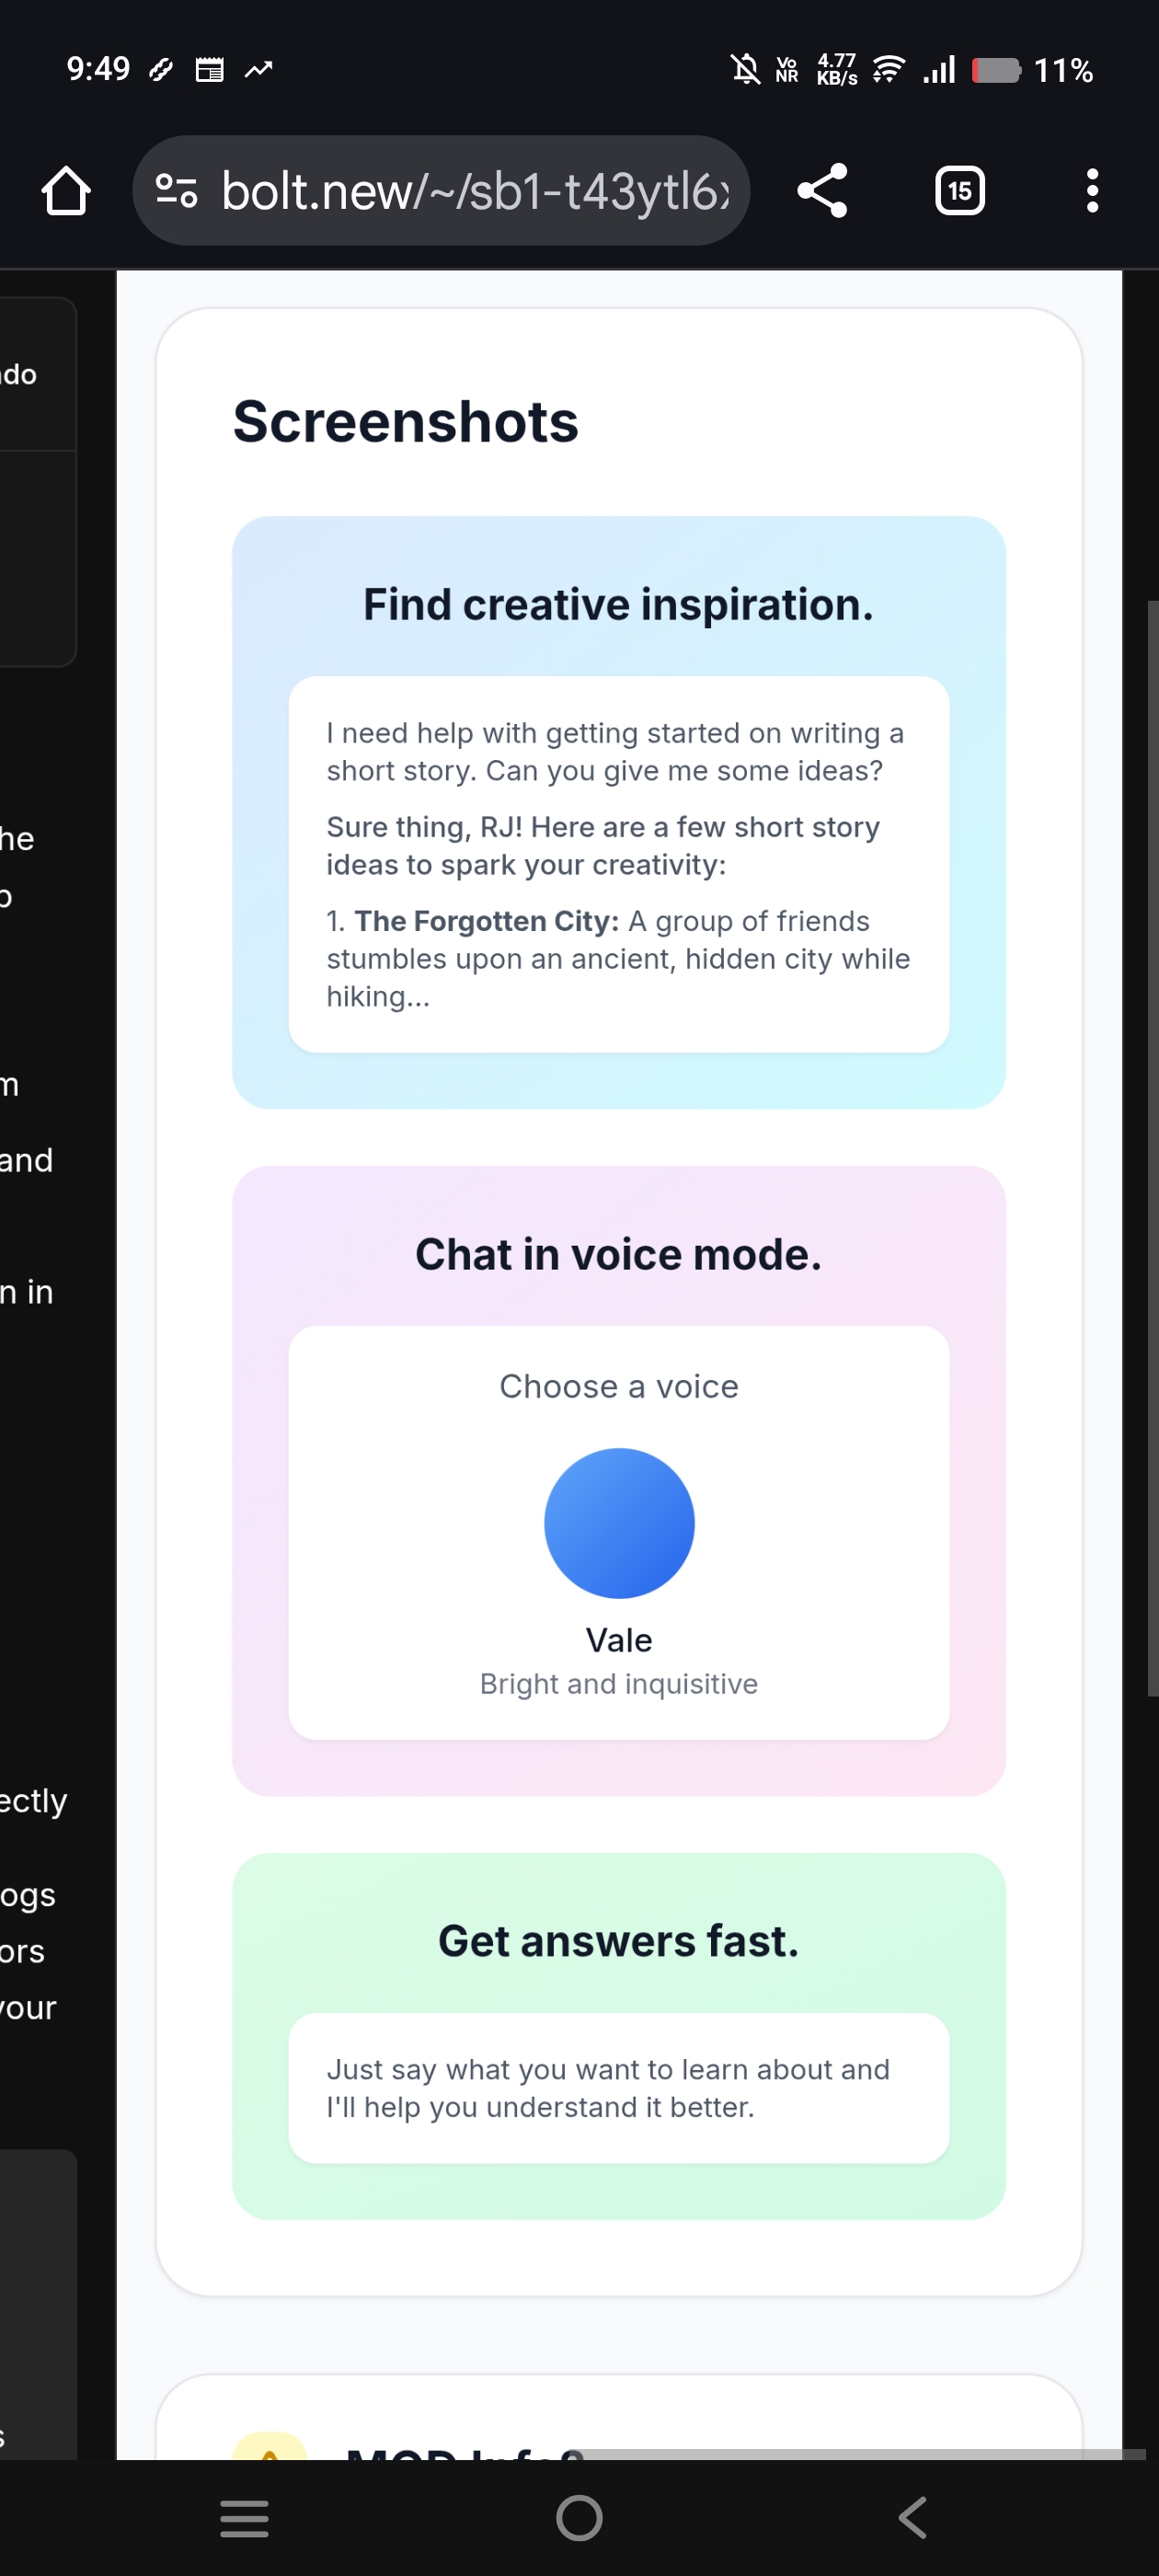 9:49
Vo
NR
4.77
KB/s
11%
bolt.new/~/sb1-t43ytl6
15
ndo
he
m
and
n in
ectly
ogs
ors
your
s
Screenshots
Find creative inspiration.
I need help with getting started on writing a
short story. Can you give me some ideas?
Sure thing, RJ! Here are a few short story
ideas to spark your creativity:
1. The Forgotten City: A group of friends
stumbles upon an ancient, hidden city while
hiking...
Chat in voice mode.
Choose a voice
Vale
Bright and inquisitive
Get answers fast.
Just say what you want to learn about and
I'll help you understand it better.
MOD Info?